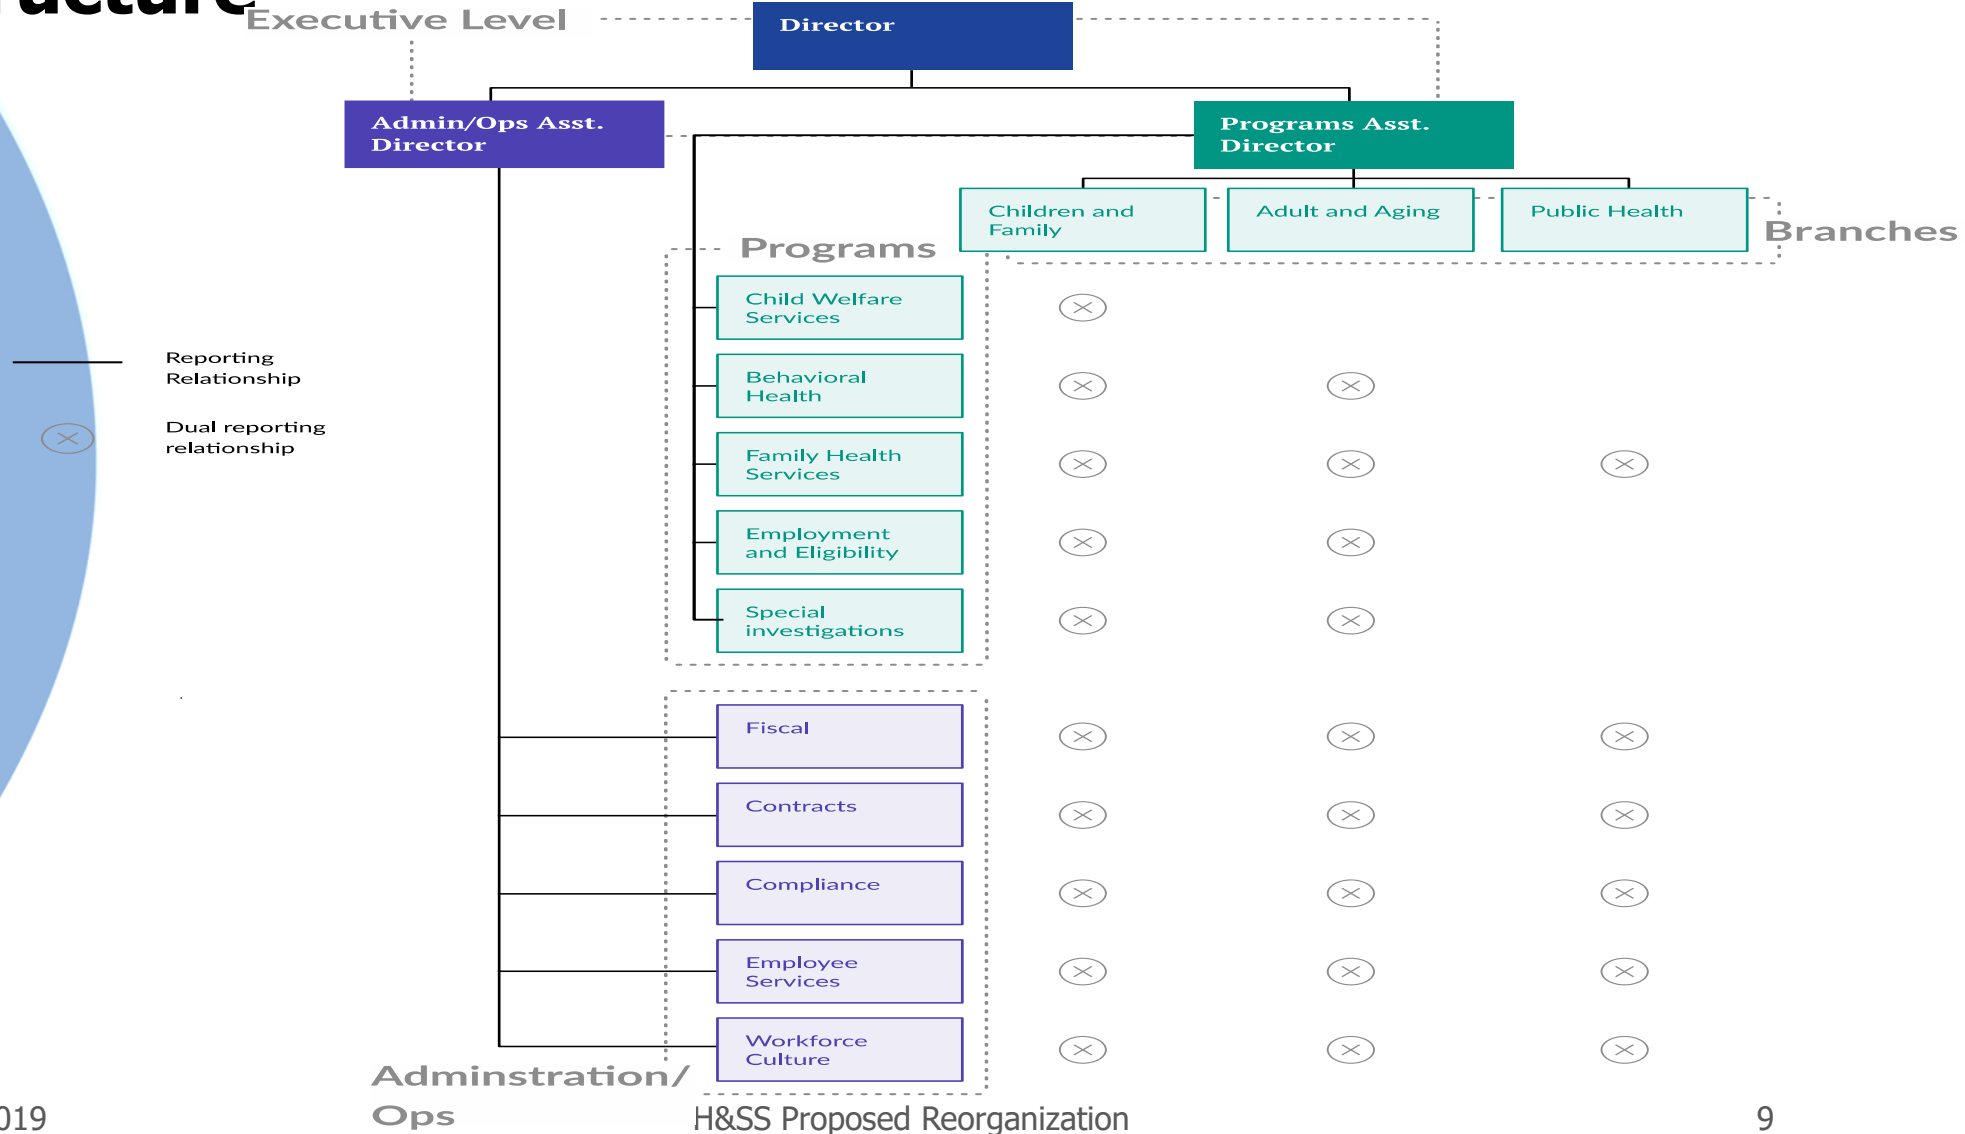 Executive Level
Director
Admin/Ops Asst.
Director
Programs Asst.
Director
Children and
Family
Adult and Aging
Public Health
Branches
Programs
Child Welfare
Services
Behavioral
Health
Family Health
Services
Employment
and Eligibility
Special
investigations
Reporting
Relationship
Dual reporting
relationship
Fiscal
Contracts
Compliance
Employee
Services
Workforce
Culture
Adminstration/
Ops
019
H&SS Proposed Reorganization
9